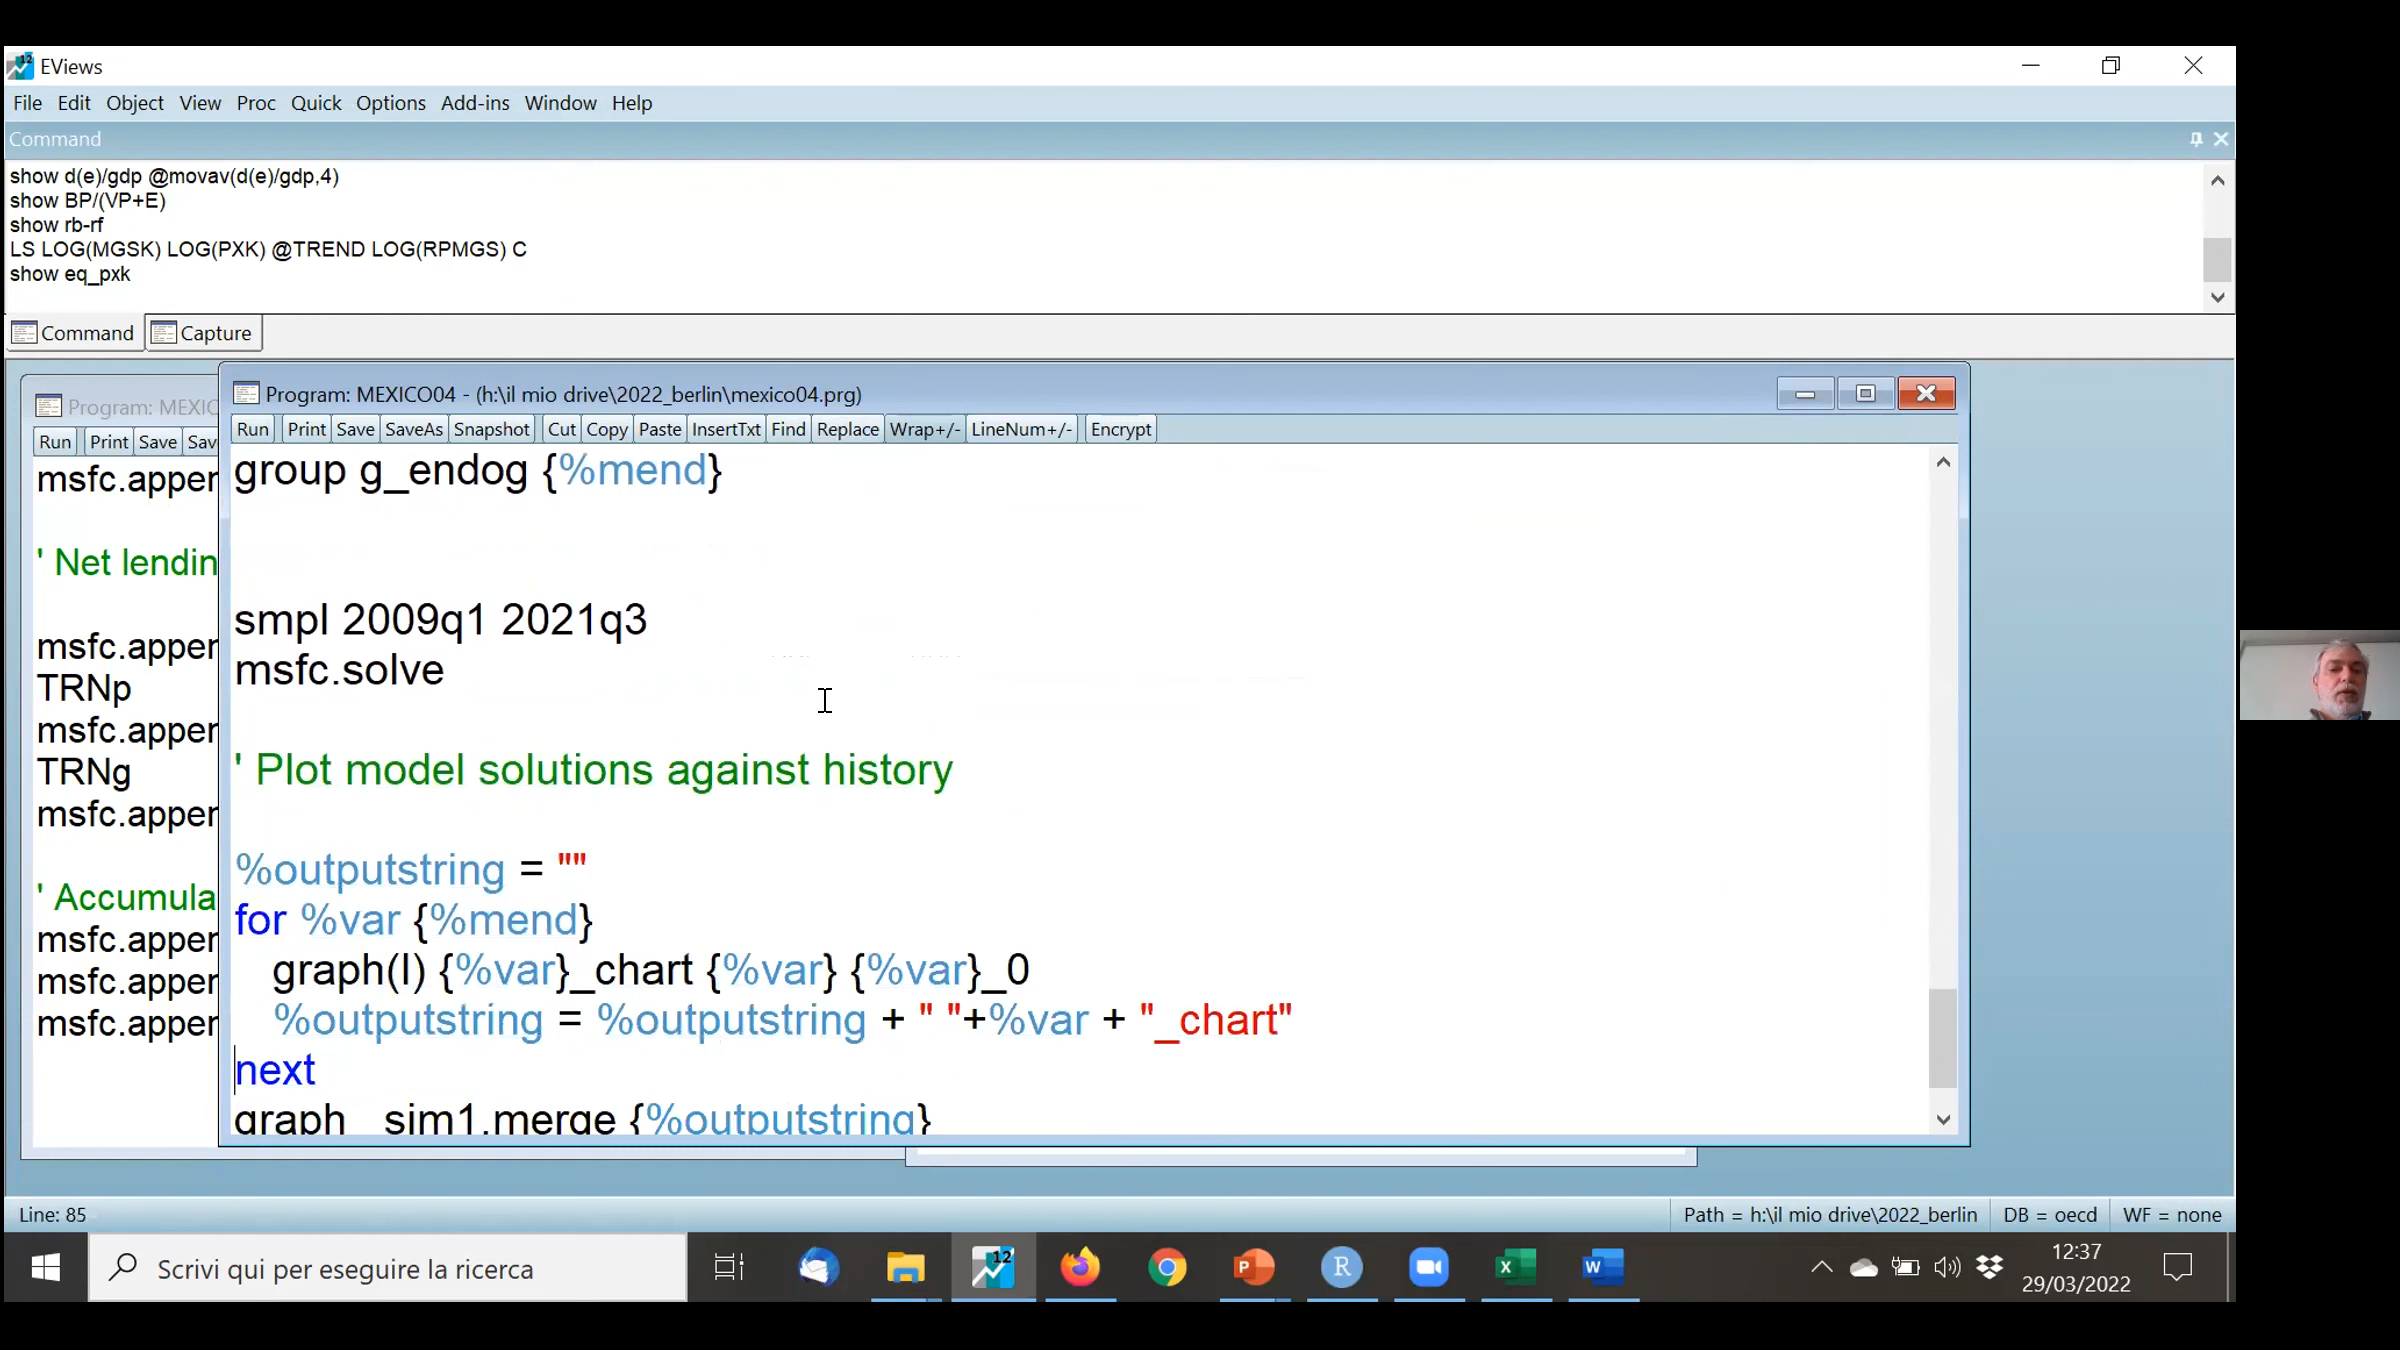 EViews
File Edit Object View Proc Quick Options Add-ins Window Help
Command
show d(e)/gdp @movav(d(e)/gdp,4)
show BP/(VP+E)
show rb-rf
LS LOG(MGSK) LOG(PXK) @TREND LOG(RPMGS) C
show eq_pxk
Command Capture
Program: MEXIC
Run Print Save Sav
msfc.apper
' Net lendin
msfc.apper
TRNp
msfc.apper
TRNg
msfc.apper
' Accumula
msfc.apper
msfc.apper
msfc.apper
Program: MEXICO04 - (h:\il mio drive\2022_berlin\mexico04.prg)
Run Print Save SaveAs Snapshot Cut Copy Paste InsertTxt Find Replace Wrap+/- LineNum+/- Encrypt
group g_endog {%mend}
smpl 2009q1 2021q3
msfc.solve
' Plot model solutions against history
%outputstring = ""
for %var {%mend}
graph(l) {%var}_chart {%var} {%var}_0
%outputstring = %outputstring + " "+%var + "_chart"
next
graph _sim1.merge {%outputstring}
Line: 85
Path = h:\il mio drive\2022_berlin DB = oecd WF = none
Scrivi qui per eseguire la ricerca
12
P
R
X
W
12:37
29/03/2022